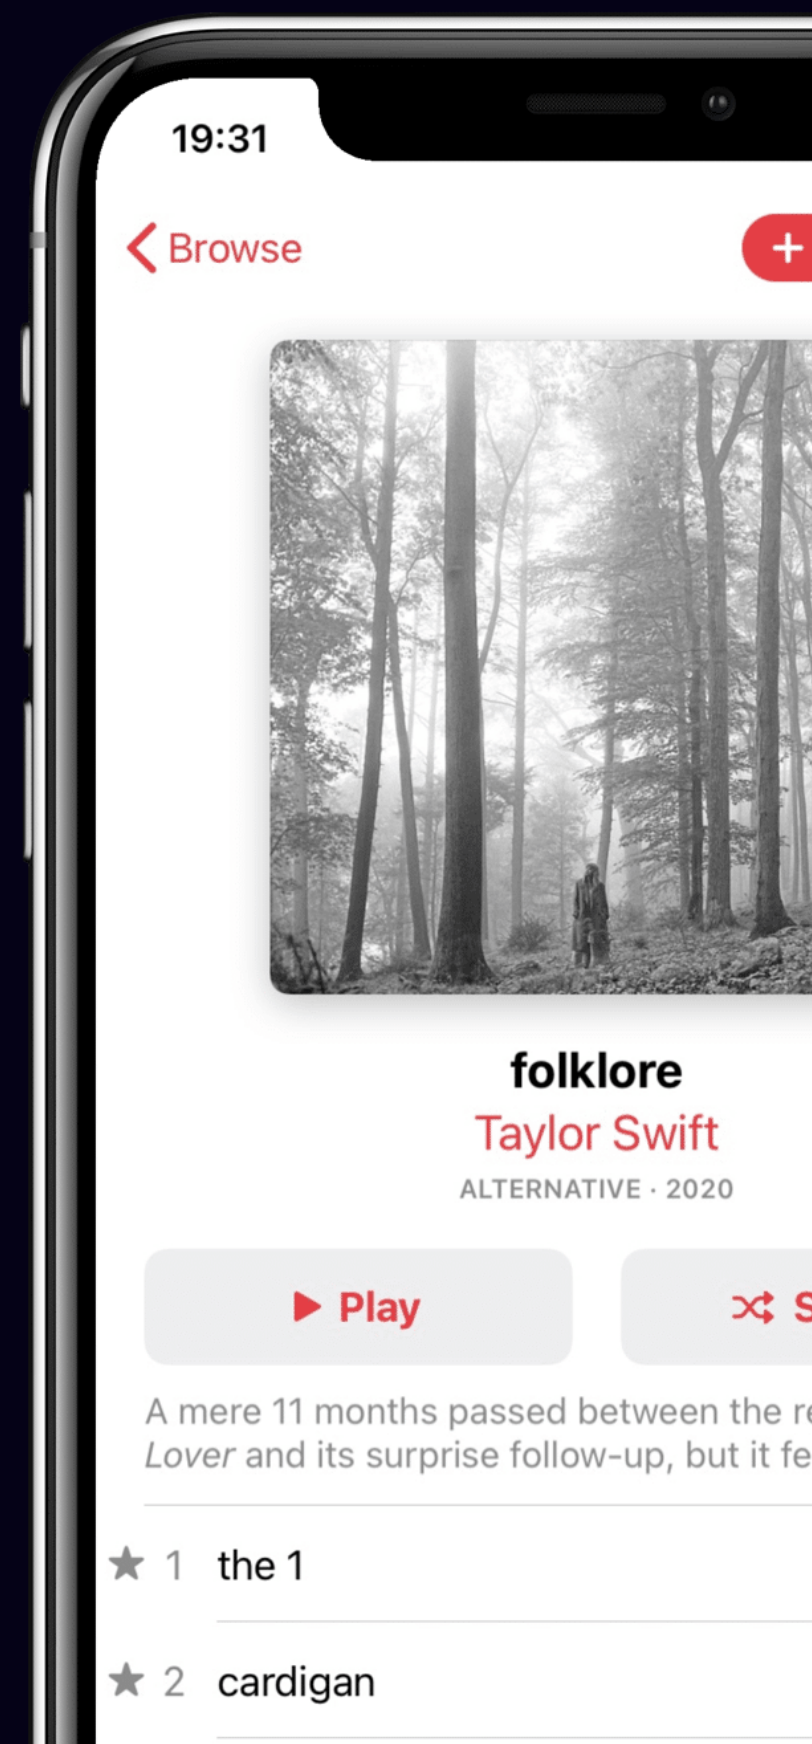 19:31
Browse
folklore
Taylor Swift
ALTERNATIVE · 2020
Play
A mere 11 months passed between the
Lover and its surprise follow-up, but it
1 the 1
2 cardigan